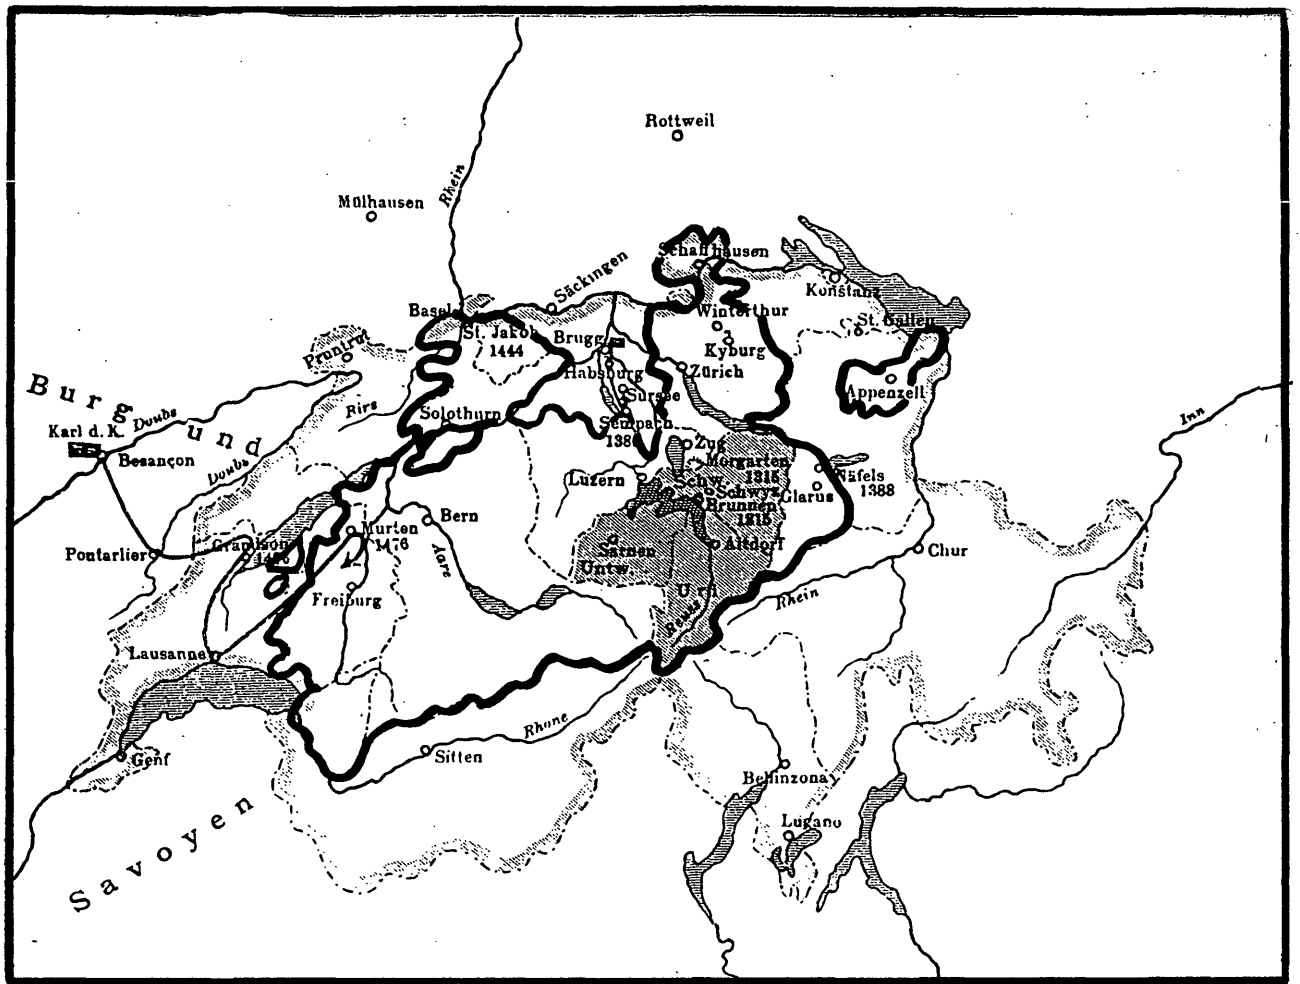 Rottweil
Rhein
Mülhausen
Schaffhausen
Säckingen
Konstanz
Basel
Winterthur
St. Gallen
St. Jakob
1444
Brugg
Kyburg
Pruntrut
Habsburg
Zürich
Burgund
Sursee
Appenzell
Doubs
Rirs
Solothurn
Sempach
1386
Inn
Karl d. K.
Besançon
Doubs
Zug
Morgarten
1315
Näfels
1388
Luzern
Schw.
Schwyz
Glarus
Brunnen
1315
Bern
Murten
1476
Pontarlier
Grandson
1476
Aare
Sarnen
Altdorf
Chur
Untw.
Uri
Freiburg
Reuss
Rhein
Lausanne
Rhone
Genf
Sitten
Bellinzona
Savoyen
Lugano